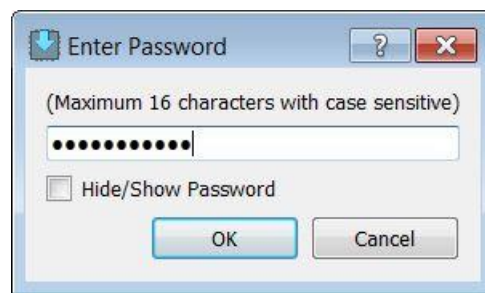 Enter Password
(Maximum 16 characters with case sensitive)
●●●●●●●●●●●
Hide/Show Password
OK Cancel